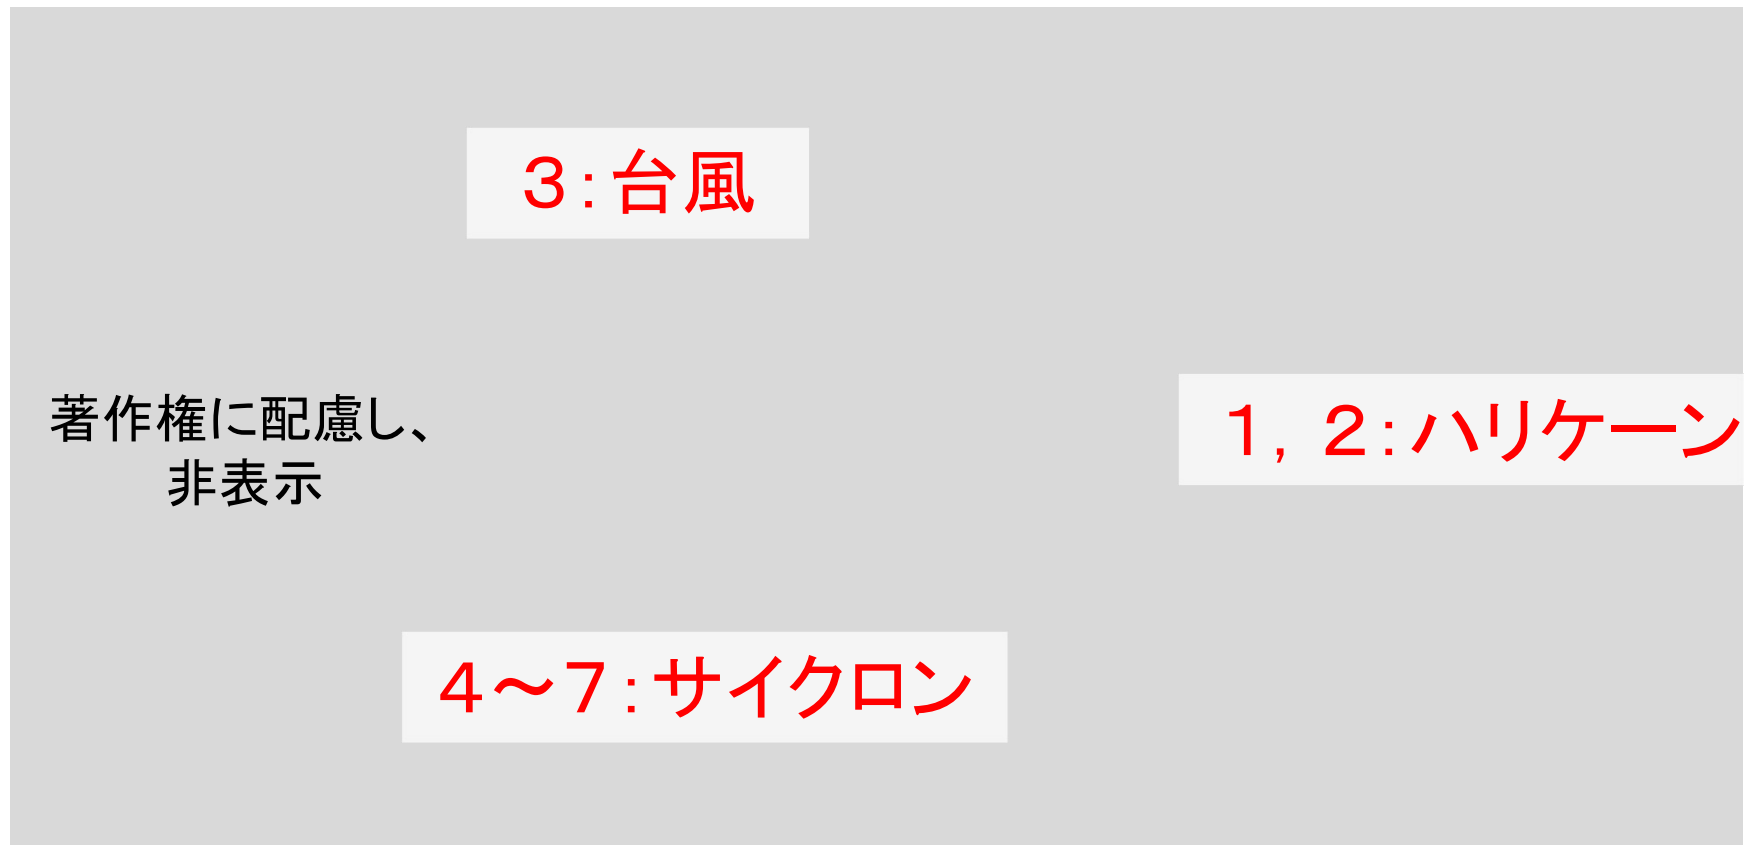 ３：台風
著作権に配慮し、
非表示
１，２：ハリケーン
４～７：サイクロン